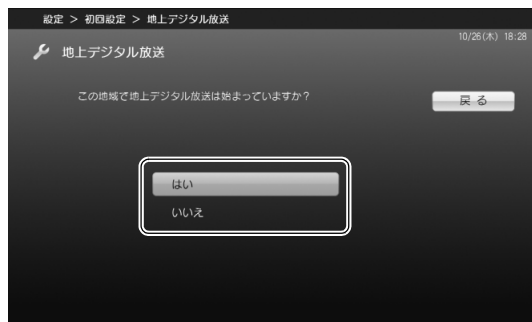 設定 > 初回設定 > 地上デジタル放送
10/26(木) 18:28
地上デジタル放送
この地域で地上デジタル放送は始まっていますか？
戻る
はい
いいえ